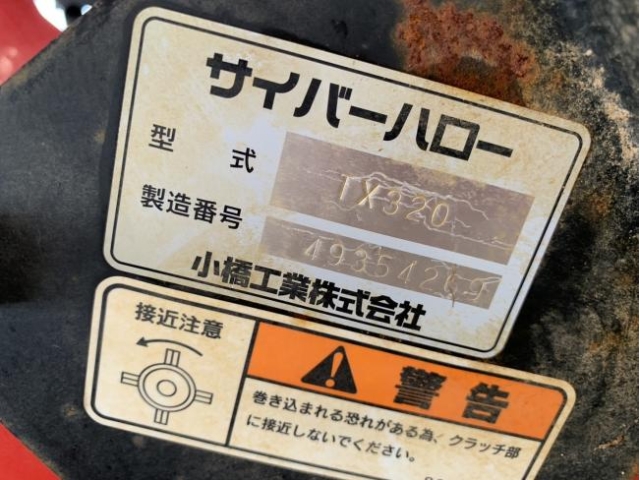 サイバーハロー
型 式 TX320
製造番号
小橋工業株式会社
接近注意
警告
巻き込まれる恐れがある為、クラッチ部
に接近しないでください。